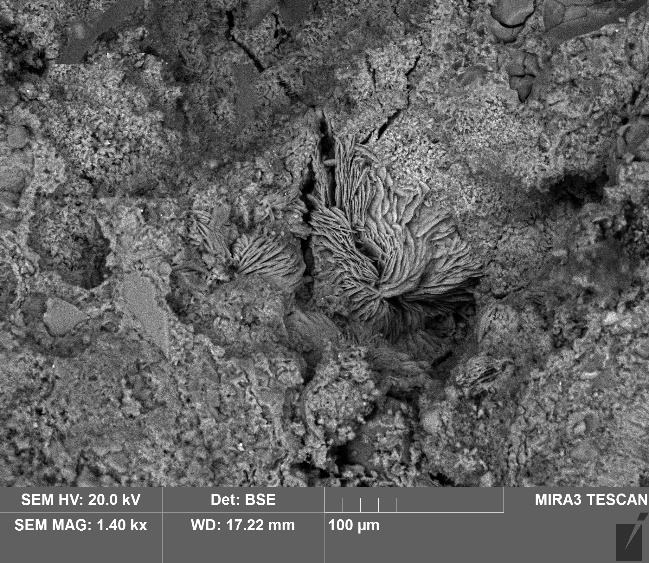 SEM HV: 20.0 kV Det: BSE MIRA3 TESCAN
SEM MAG: 1.40 kx WD: 17.22 mm 100 µm